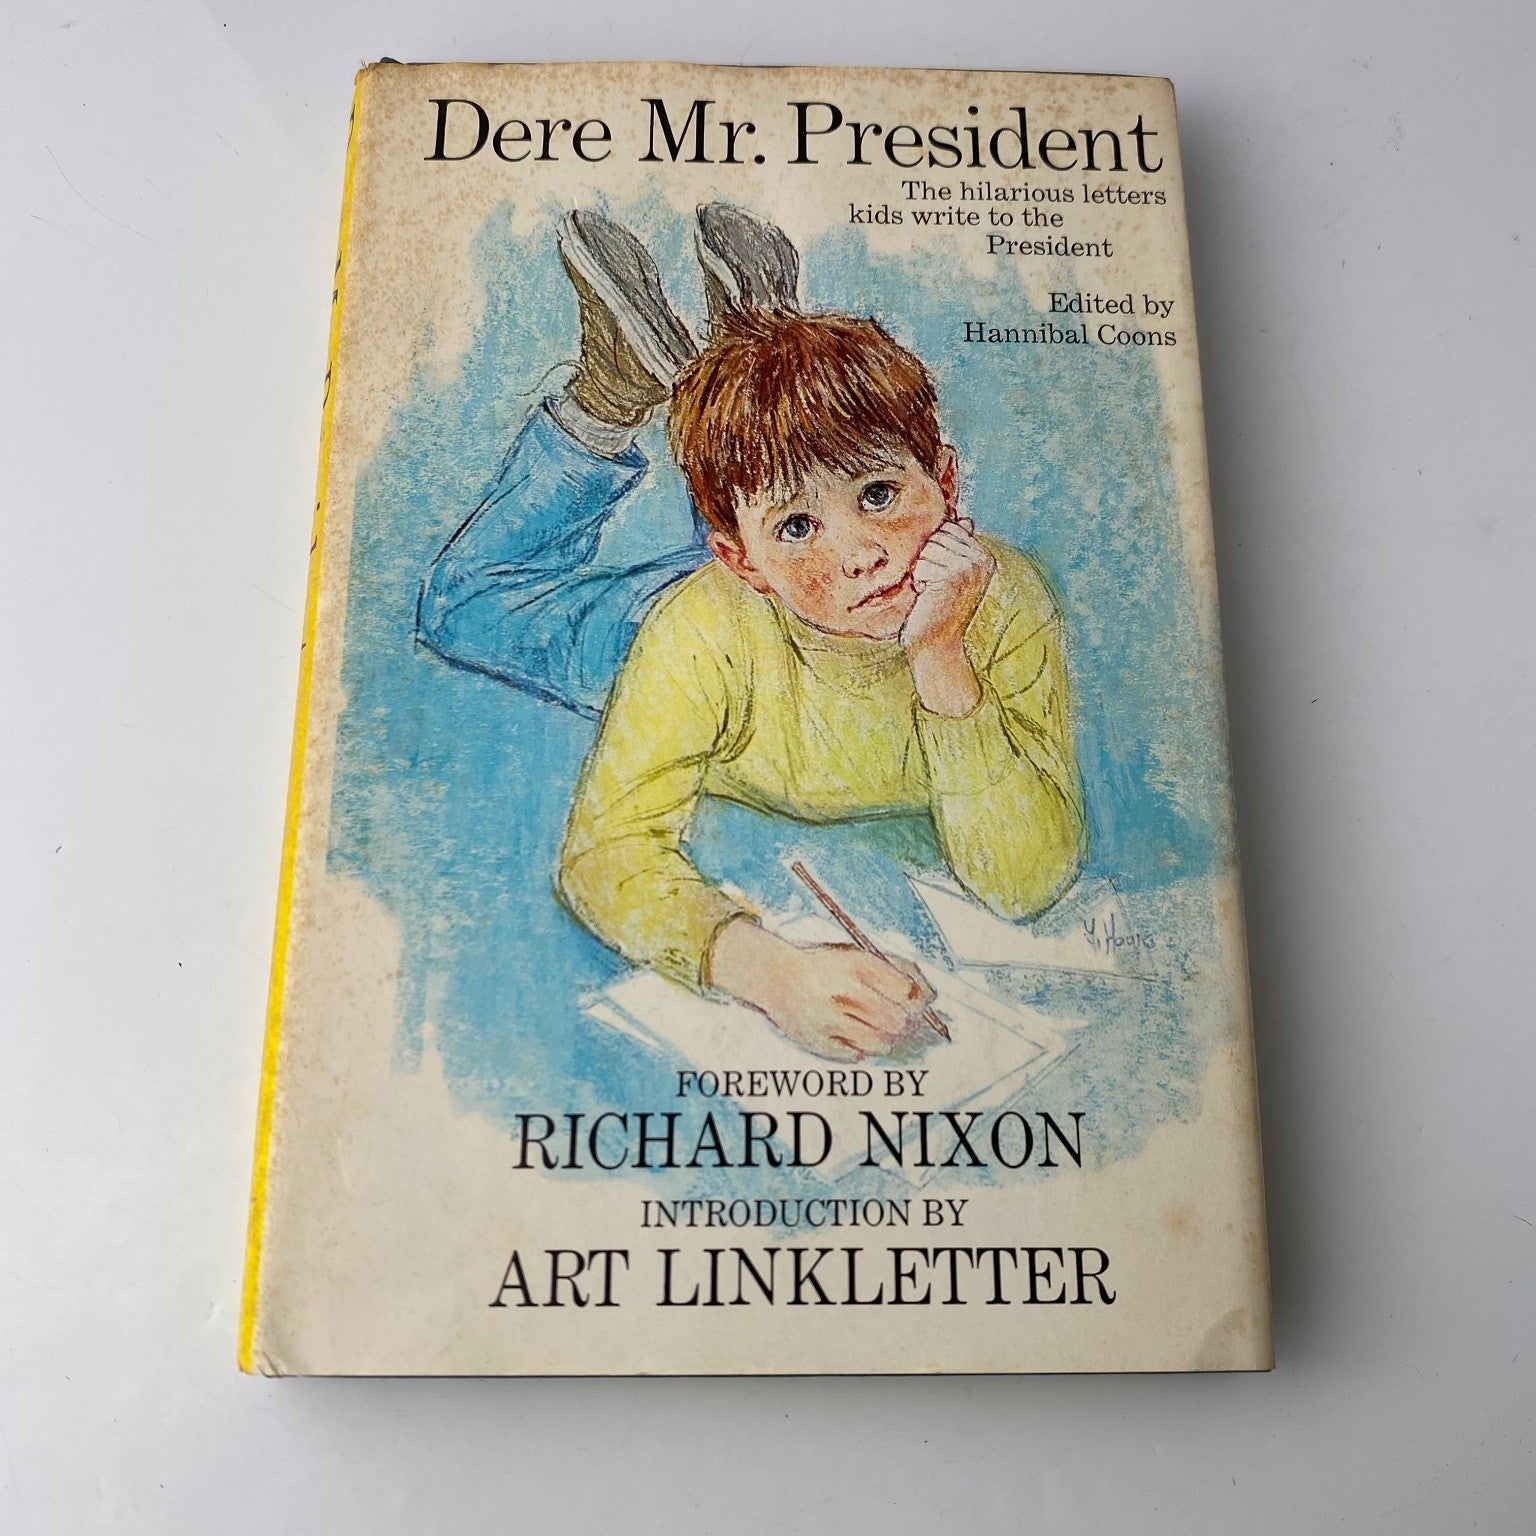 Dere Mr. President
The hilarious letters
kids write to the
President
Edited by
Hannibal Coons
FOREWORD BY
RICHARD NIXON
INTRODUCTION BY
ART LINKLETTER